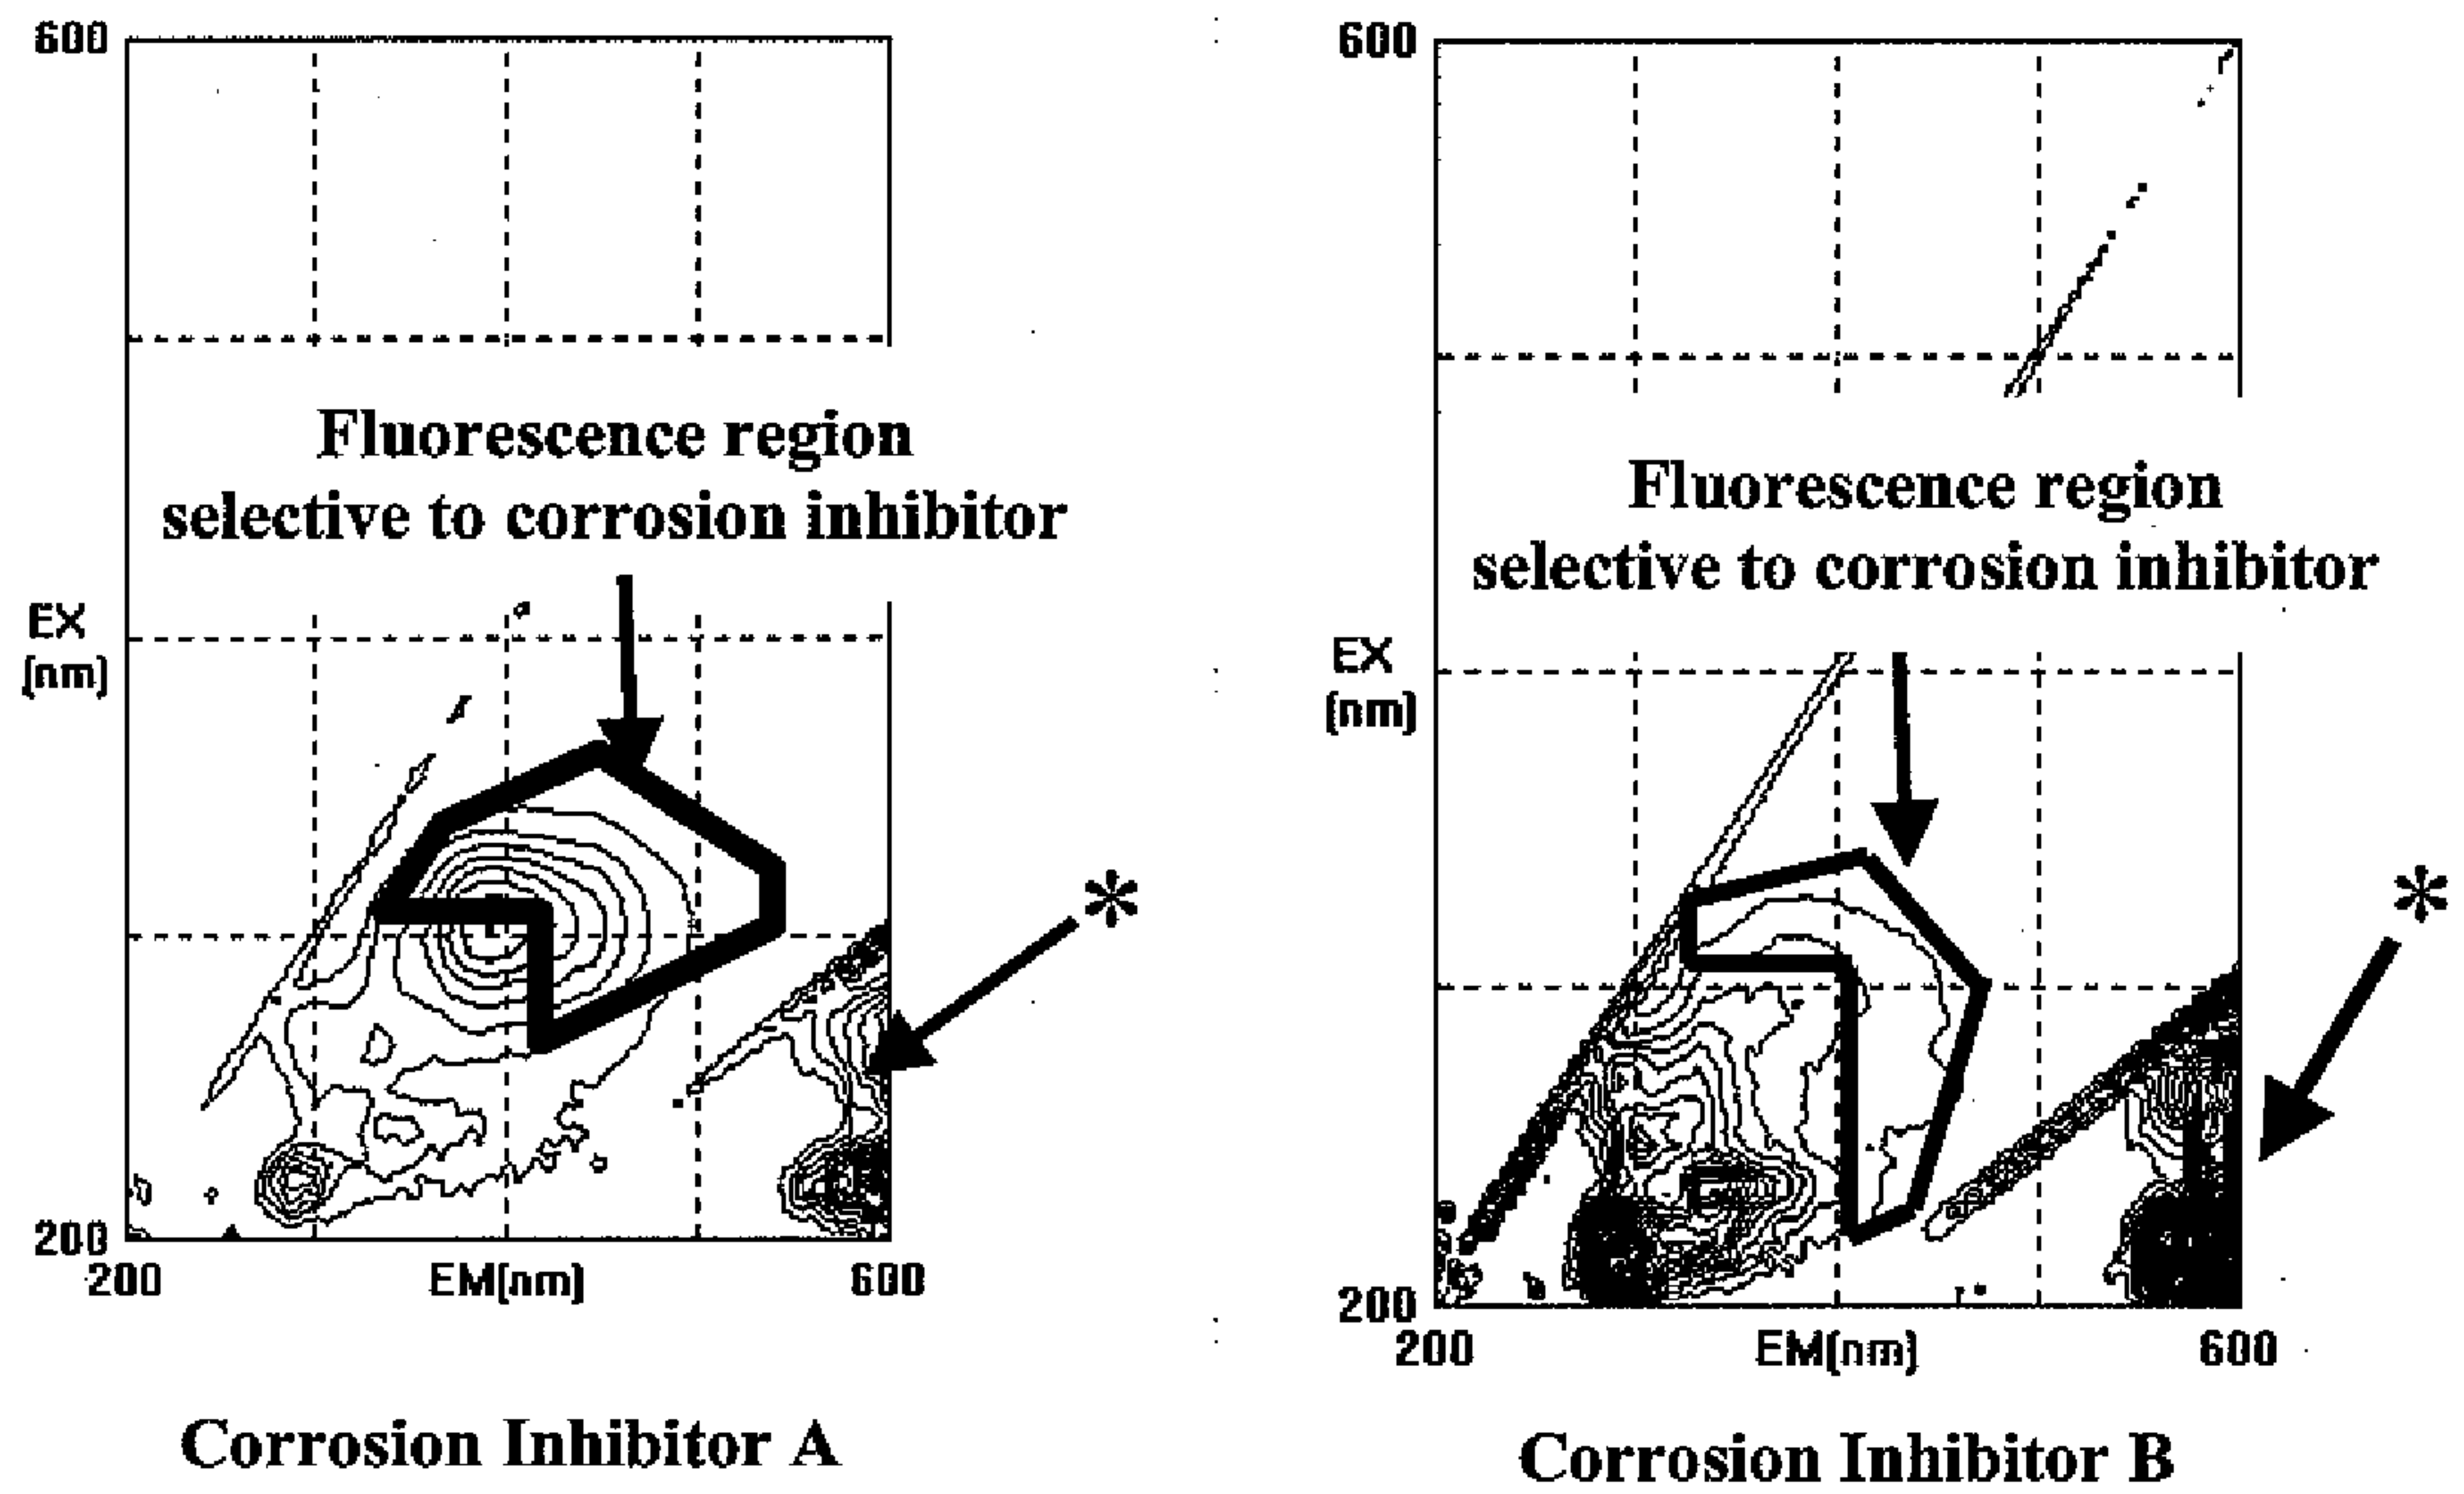 600
Fluorescence region
selective to corrosion inhibitor
EX
[nm]
*
200
200
EM[nm]
600
Corrosion Inhibitor A
600
Fluorescence region
selective to corrosion inhibitor
EX
[nm]
*
200
200
EM[nm]
600
Corrosion Inhibitor B